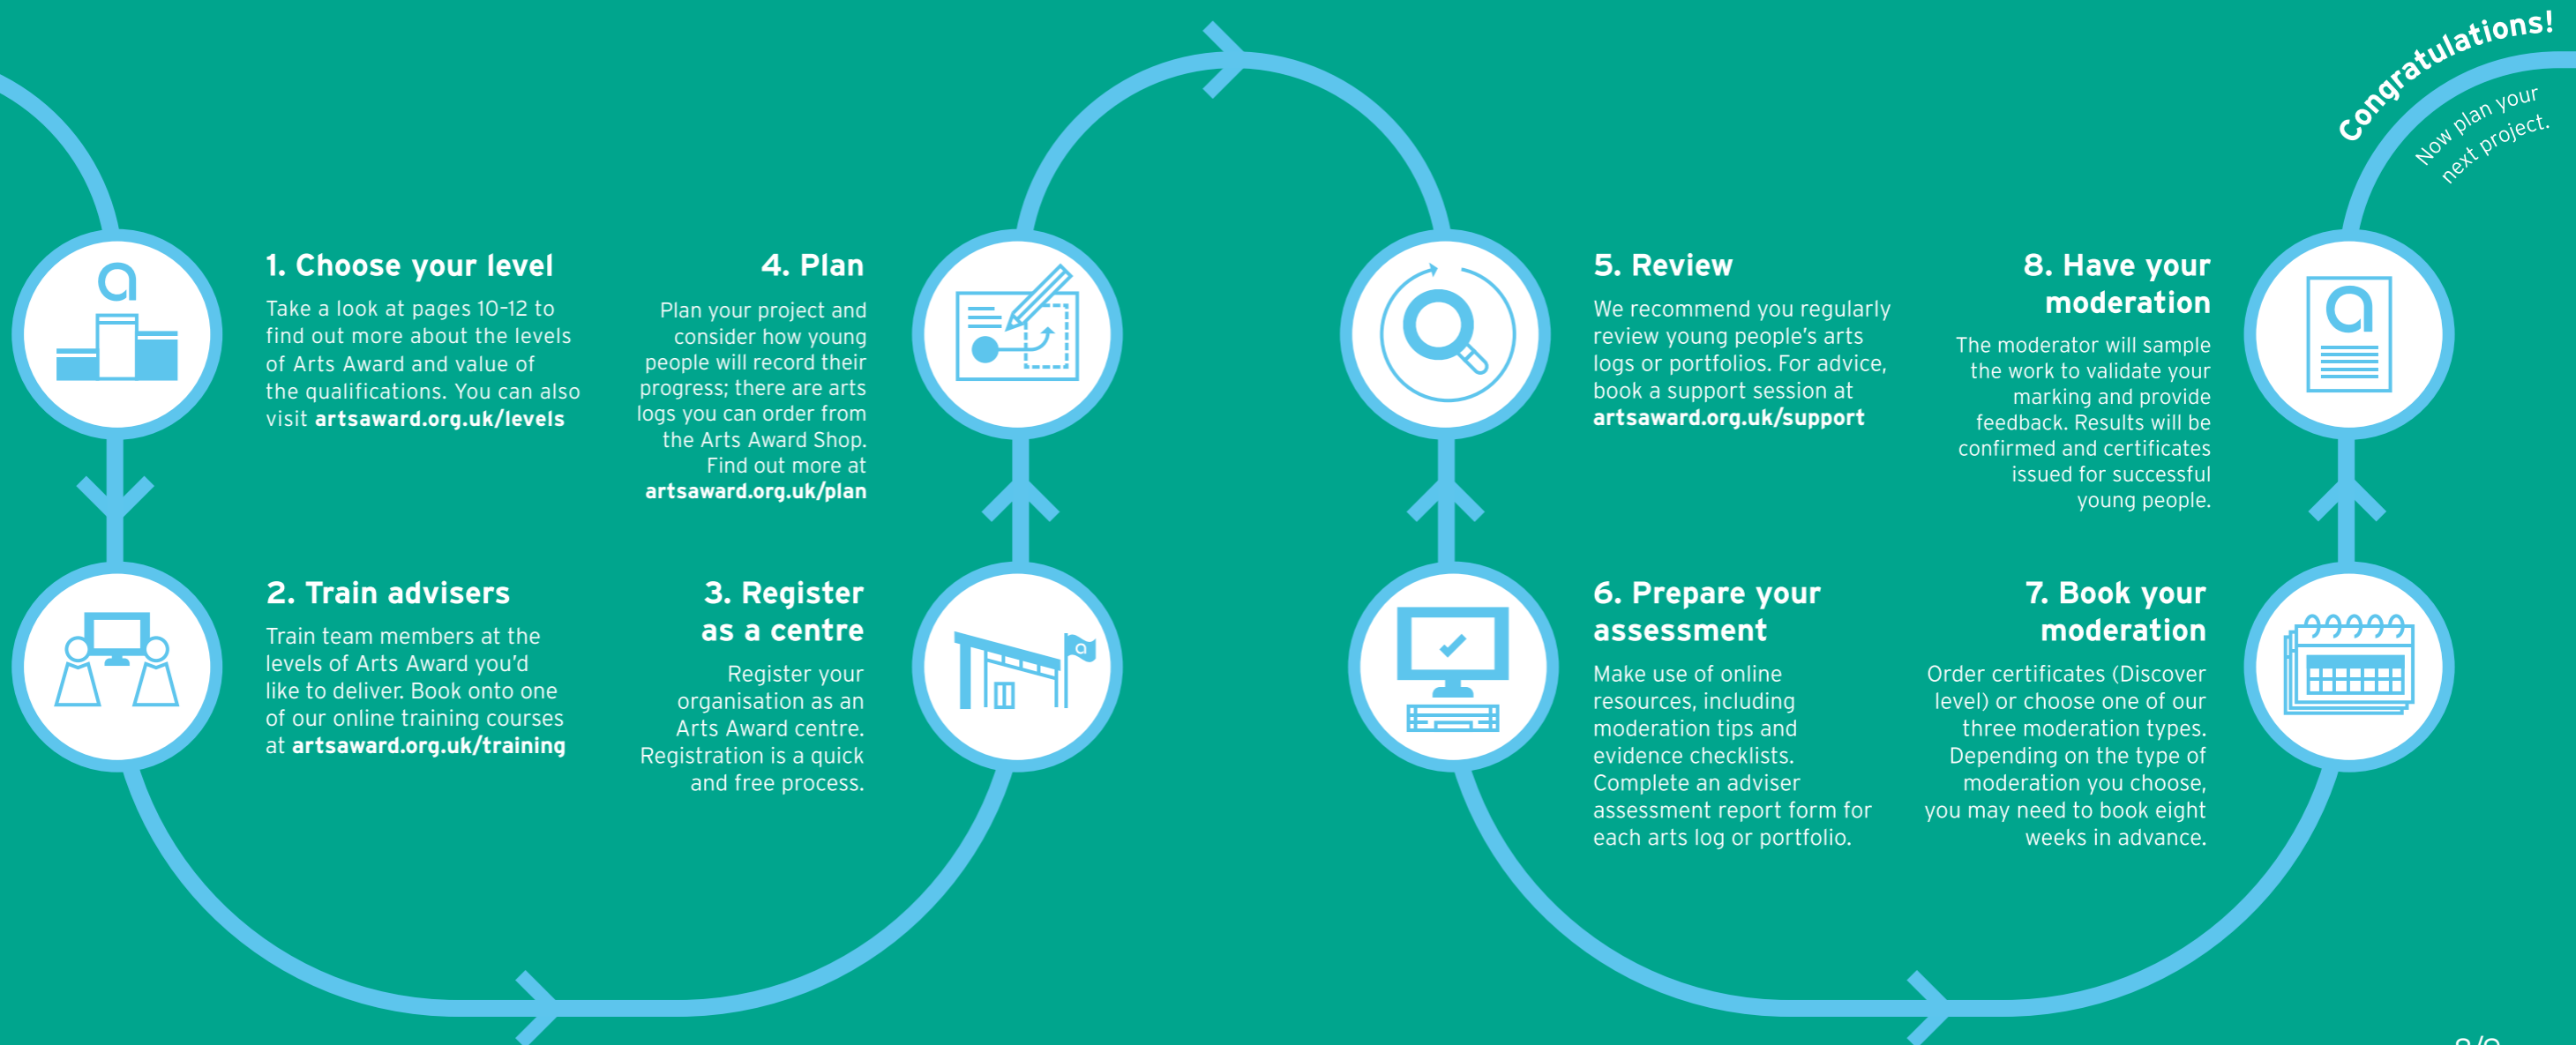 1. Choose your level
Take a look at pages 10–12 to
find out more about the levels
of Arts Award and value of
the qualifications. You can also
visit artsaward.org.uk/levels
2. Train advisers
Train team members at the
levels of Arts Award you'd
like to deliver. Book onto one
of our online training courses
at artsaward.org.uk/training
3. Register
as a centre
Register your
organisation as an
Arts Award centre.
Registration is a quick
and free process.
4. Plan
Plan your project and
consider how young
people will record their
progress; there are arts
logs you can order from
the Arts Award Shop.
Find out more at
artsaward.org.uk/plan
5. Review
We recommend you regularly
review young people's arts
logs or portfolios. For advice,
book a support session at
artsaward.org.uk/support
6. Prepare your
assessment
Make use of online
resources, including
moderation tips and
evidence checklists.
Complete an adviser
assessment report form for
each arts log or portfolio.
7. Book your
moderation
Order certificates (Discover
level) or choose one of our
three moderation types.
Depending on the type of
moderation you choose,
you may need to book eight
weeks in advance.
8. Have your
moderation
The moderator will sample
the work to validate your
marking and provide
feedback. Results will be
confirmed and certificates
issued for successful
young people.
Congratulations!
Now plan your
next project.